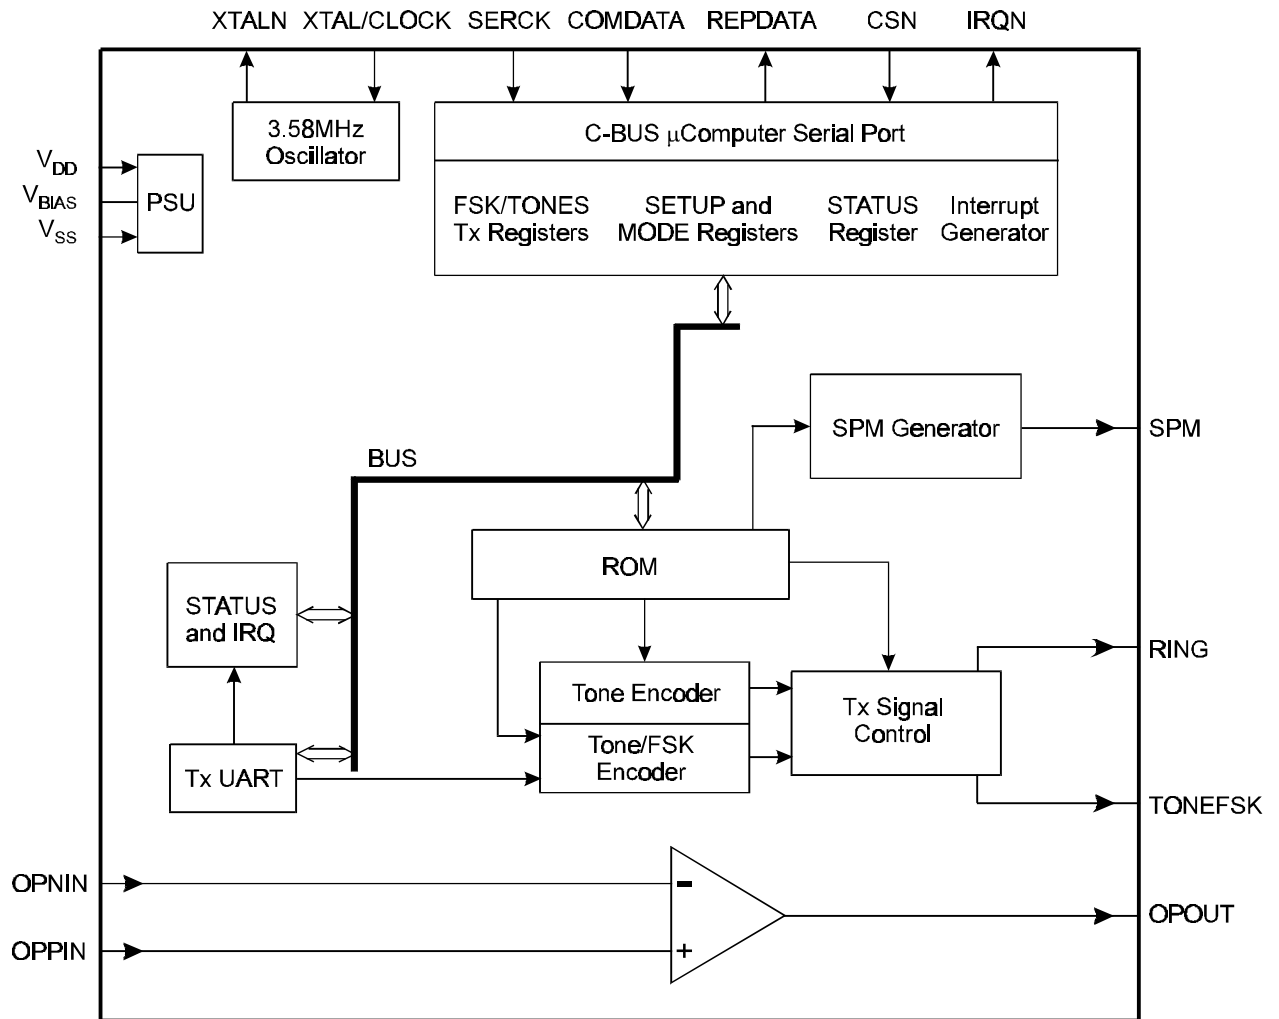 XTALN XTAL/CLOCK SERCK COMDATA REPDATA CSN IRQN
3.58MHz
Oscillator
C-BUS µComputer Serial Port
VDD
VBIAS
VSS
PSU
FSK/TONES
Tx Registers
SETUP and
MODE Registers
STATUS
Register
Interrupt
Generator
SPM Generator
SPM
BUS
ROM
STATUS
and IRQ
RING
Tone Encoder
Tx Signal
Control
Tone/FSK
Encoder
Tx UART
TONEFSK
OPNIN
-
OPOUT
OPPIN
+